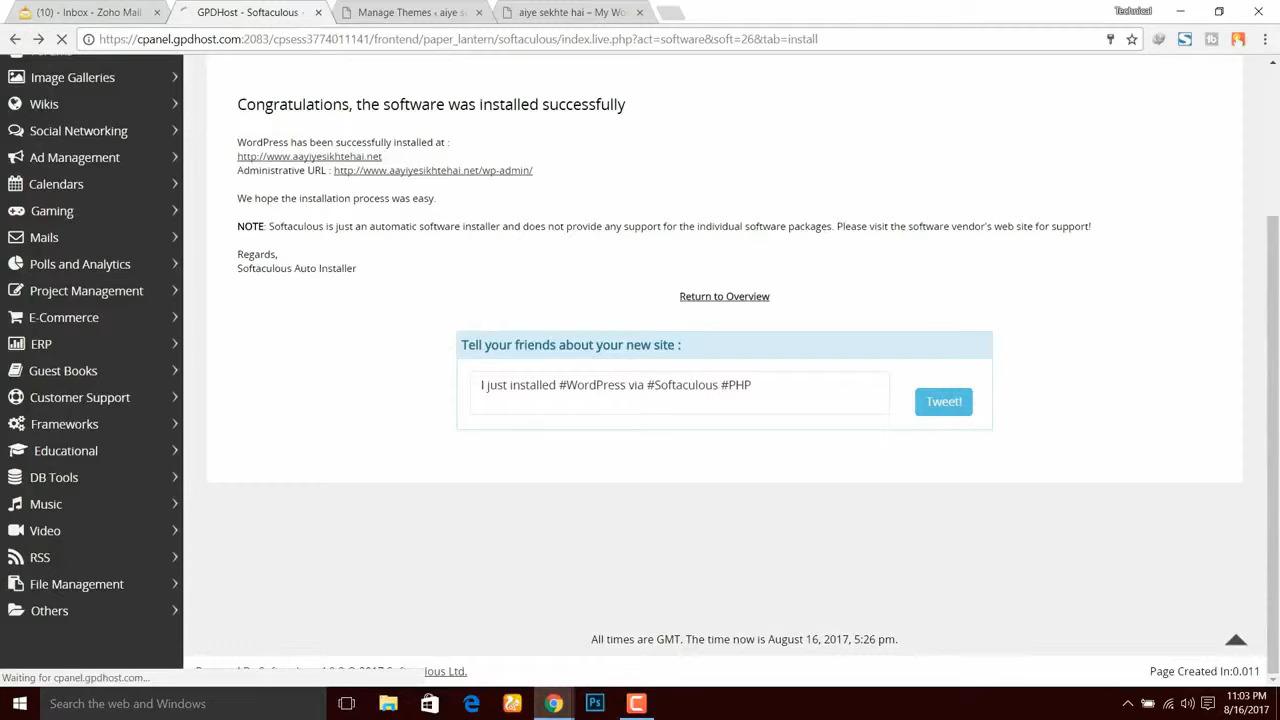 (10) - Inbox - Zoho Mail
GPDHost - Softaculous -
Manage Themes ‹ aiye s
aiye sekhte hai – My Wo
Technical
https://cpanel.gpdhost.com:2083/cpsess3774011141/frontend/paper_lantern/softaculous/index.live.php?act=software&soft=26&tab=install
Image Galleries
Wikis
Social Networking
Ad Management
Calendars
Gaming
Mails
Polls and Analytics
Project Management
E-Commerce
ERP
Guest Books
Customer Support
Frameworks
Educational
DB Tools
Music
Video
RSS
File Management
Others
Congratulations, the software was installed successfully
WordPress has been successfully installed at :
http://www.aayiyesikhtehai.net
Administrative URL : http://www.aayiyesikhtehai.net/wp-admin/
We hope the installation process was easy.
NOTE: Softaculous is just an automatic software installer and does not provide any support for the individual software packages. Please visit the software vendor's web site for support!
Regards,
Softaculous Auto Installer
Return to Overview
Tell your friends about your new site :
I just installed #WordPress via #Softaculous #PHP
Tweet!
All times are GMT. The time now is August 16, 2017, 5:26 pm.
Page Created In:0.011
Waiting for cpanel.gpdhost.com...
Search the web and Windows
Ps
11:03 PM
8/16/2017